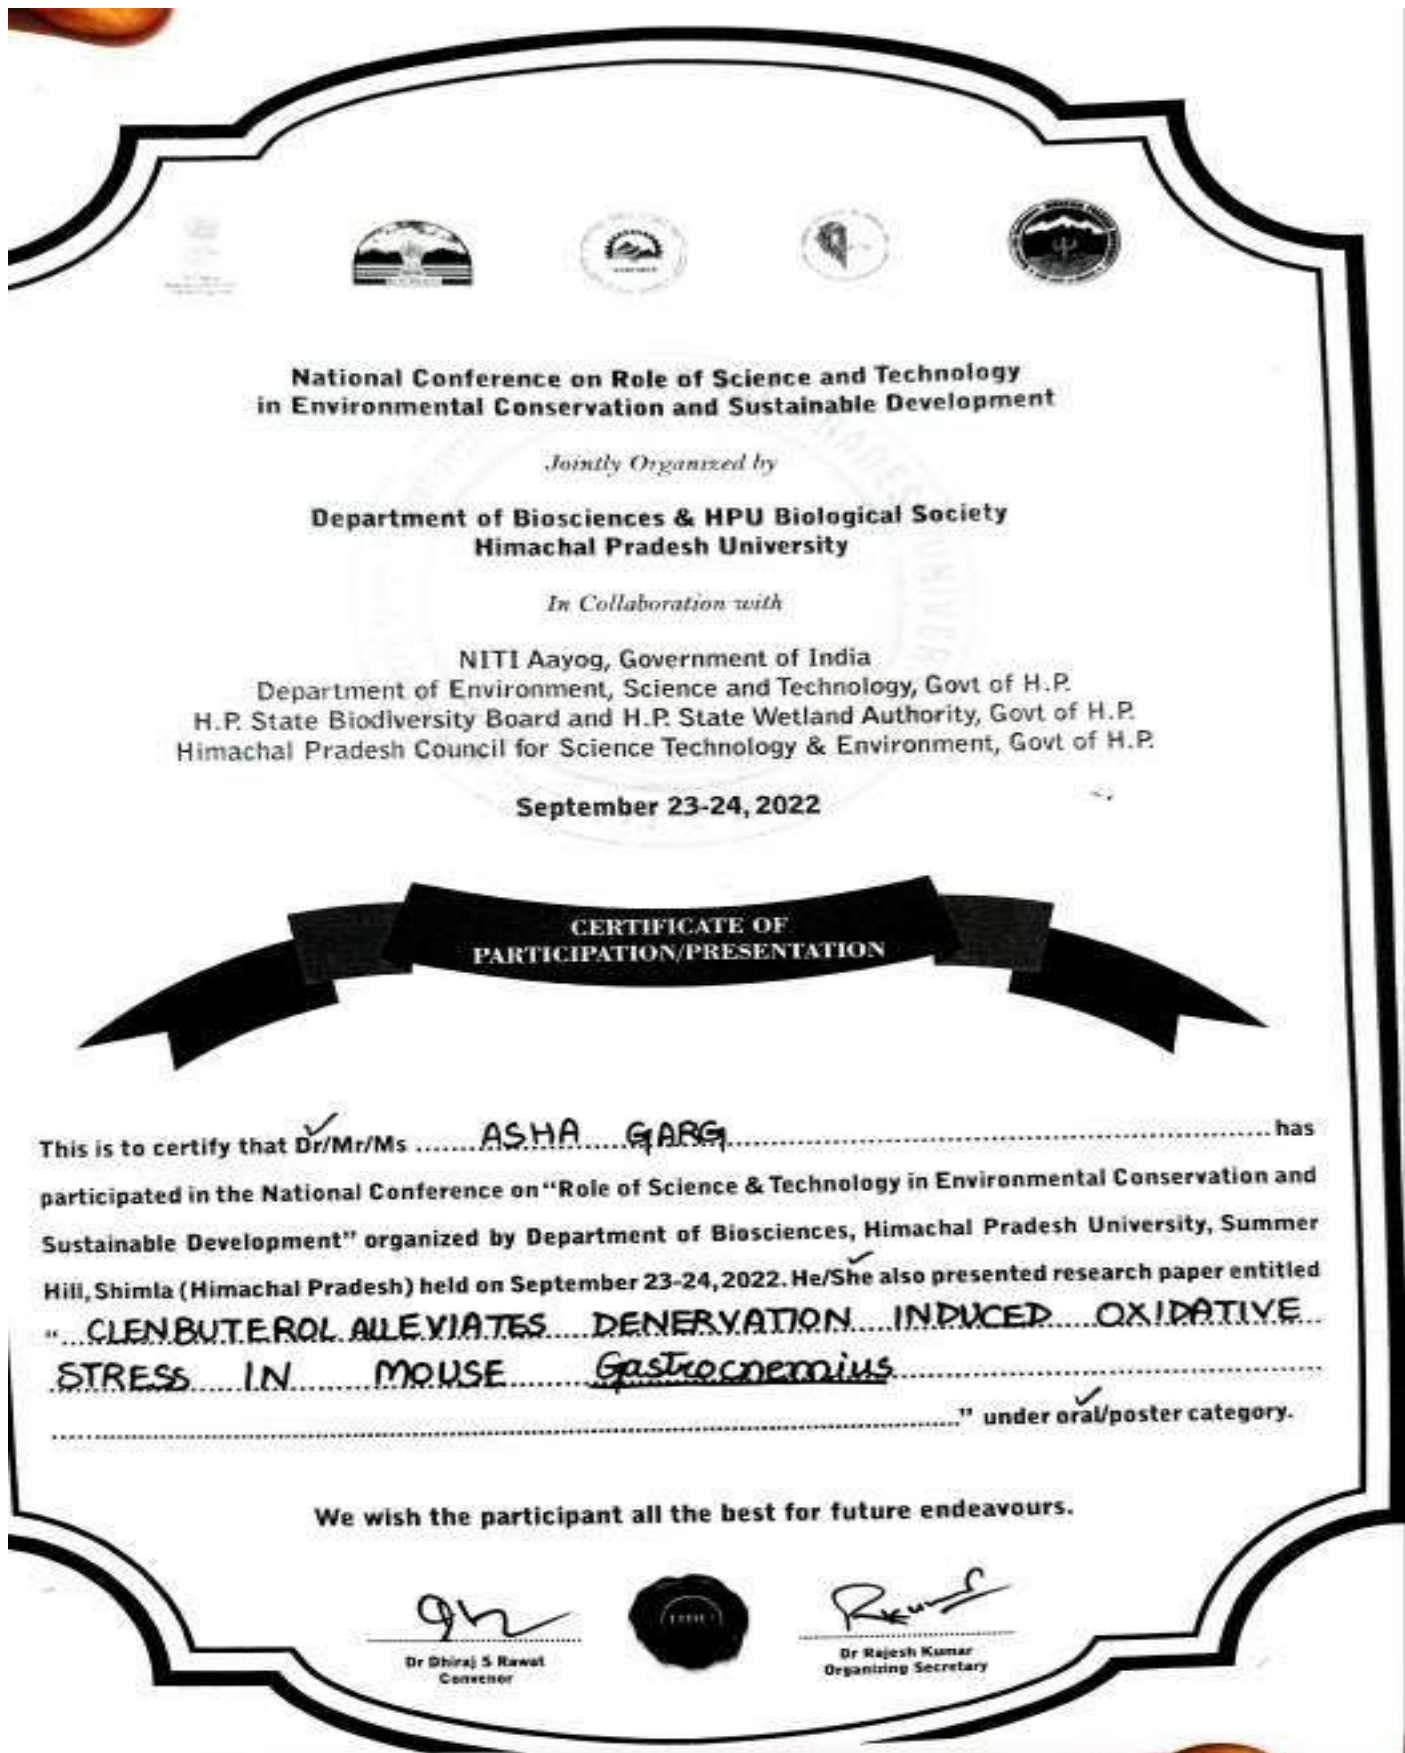 National Conference on Role of Science and Technology
in Environmental Conservation and Sustainable Development
Jointly Organized by
Department of Biosciences & HPU Biological Society
Himachal Pradesh University
In Collaboration with
NITI Aayog, Government of India
Department of Environment, Science and Technology, Govt of H.P.
H.P. State Biodiversity Board and H.P. State Wetland Authority, Govt of H.P.
Himachal Pradesh Council for Science Technology & Environment, Govt of H.P.
September 23-24, 2022
CERTIFICATE OF
PARTICIPATION/PRESENTATION
This is to certify that Dr/Mr/Ms ASHA GARG has
participated in the National Conference on "Role of Science & Technology in Environmental Conservation and
Sustainable Development" organized by Department of Biosciences, Himachal Pradesh University, Summer
Hill, Shimla (Himachal Pradesh) held on September 23-24, 2022. He/She also presented research paper entitled
" CLENBUTEROL ALLEVIATES DENERVATION INDUCED OXIDATIVE
STRESS IN MOUSE Gastrocnemius
" under oral/poster category.
We wish the participant all the best for future endeavours.
Dr Dhiraj S Rawat
Convenor
Dr Rajesh Kumar
Organizing Secretary